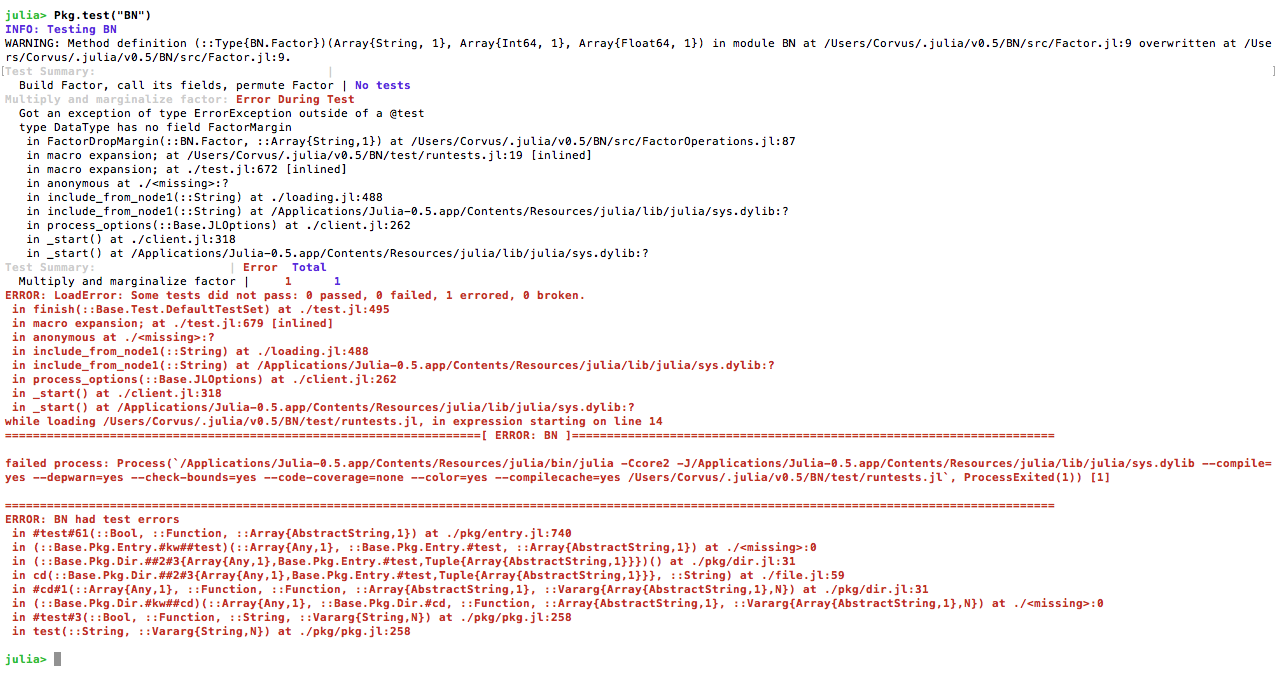 julia> Pkg.test("BN")
INFO: Testing BN
WARNING: Method definition (::Type{BN.Factor})(Array{String, 1}, Array{Int64, 1}, Array{Float64, 1}) in module BN at /Users/Corvus/.julia/v0.5/BN/src/Factor.jl:9 overwritten at /Use
rs/Corvus/.julia/v0.5/BN/src/Factor.jl:9.
[Test Summary:                                 |                                                                                                                                      ]
  Build Factor, call its fields, permute Factor | No tests
Multiply and marginalize factor: Error During Test
  Got an exception of type ErrorException outside of a @test
  type DataType has no field FactorMargin
   in FactorDropMargin(::BN.Factor, ::Array{String,1}) at /Users/Corvus/.julia/v0.5/BN/src/FactorOperations.jl:87
   in macro expansion; at /Users/Corvus/.julia/v0.5/BN/test/runtests.jl:19 [inlined]
   in macro expansion; at ./test.jl:672 [inlined]
   in anonymous at ./<missing>:?
   in include_from_node1(::String) at ./loading.jl:488
   in include_from_node1(::String) at /Applications/Julia-0.5.app/Contents/Resources/julia/lib/julia/sys.dylib:?
   in process_options(::Base.JLOptions) at ./client.jl:262
   in _start() at ./client.jl:318
   in _start() at /Applications/Julia-0.5.app/Contents/Resources/julia/lib/julia/sys.dylib:?
Test Summary:                   | Error  Total
  Multiply and marginalize factor |     1      1
ERROR: LoadError: Some tests did not pass: 0 passed, 0 failed, 1 errored, 0 broken.
 in finish(::Base.Test.DefaultTestSet) at ./test.jl:495
 in macro expansion; at ./test.jl:679 [inlined]
 in anonymous at ./<missing>:?
 in include_from_node1(::String) at ./loading.jl:488
 in include_from_node1(::String) at /Applications/Julia-0.5.app/Contents/Resources/julia/lib/julia/sys.dylib:?
 in process_options(::Base.JLOptions) at ./client.jl:262
 in _start() at ./client.jl:318
 in _start() at /Applications/Julia-0.5.app/Contents/Resources/julia/lib/julia/sys.dylib:?
while loading /Users/Corvus/.julia/v0.5/BN/test/runtests.jl, in expression starting on line 14
====================================================================[ ERROR: BN ]=====================================================================

failed process: Process(`/Applications/Julia-0.5.app/Contents/Resources/julia/bin/julia -Ccore2 -J/Applications/Julia-0.5.app/Contents/Resources/julia/lib/julia/sys.dylib --compile=
yes --depwarn=yes --check-bounds=yes --code-coverage=none --color=yes --compilecache=yes /Users/Corvus/.julia/v0.5/BN/test/runtests.jl`, ProcessExited(1)) [1]

======================================================================================================================================================
ERROR: BN had test errors
 in #test#61(::Bool, ::Function, ::Array{AbstractString,1}) at ./pkg/entry.jl:740
 in (::Base.Pkg.Entry.#kw##test)(::Array{Any,1}, ::Base.Pkg.Entry.#test, ::Array{AbstractString,1}) at ./<missing>:0
 in (::Base.Pkg.Dir.##2#3{Array{Any,1},Base.Pkg.Entry.#test,Tuple{Array{AbstractString,1}}})() at ./pkg/dir.jl:31
 in cd(::Base.Pkg.Dir.##2#3{Array{Any,1},Base.Pkg.Entry.#test,Tuple{Array{AbstractString,1}}}, ::String) at ./file.jl:59
 in #cd#1(::Array{Any,1}, ::Function, ::Function, ::Array{AbstractString,1}, ::Vararg{Array{AbstractString,1},N}) at ./pkg/dir.jl:31
 in (::Base.Pkg.Dir.#kw##cd)(::Array{Any,1}, ::Base.Pkg.Dir.#cd, ::Function, ::Array{AbstractString,1}, ::Vararg{Array{AbstractString,1},N}) at ./<missing>:0
 in #test#3(::Bool, ::Function, ::String, ::Vararg{String,N}) at ./pkg/pkg.jl:258
 in test(::String, ::Vararg{String,N}) at ./pkg/pkg.jl:258

julia>